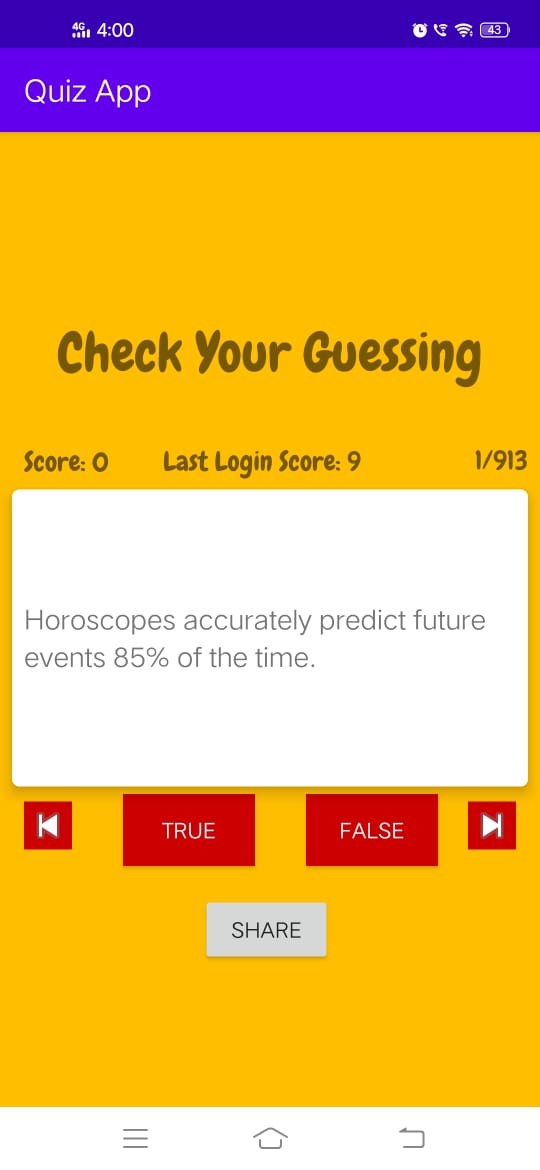 4G 4:00 43
Quiz App
Check Your Guessing
Score: 0 Last Login Score: 9 1/913
Horoscopes accurately predict future
events 85% of the time.
TRUE FALSE
SHARE